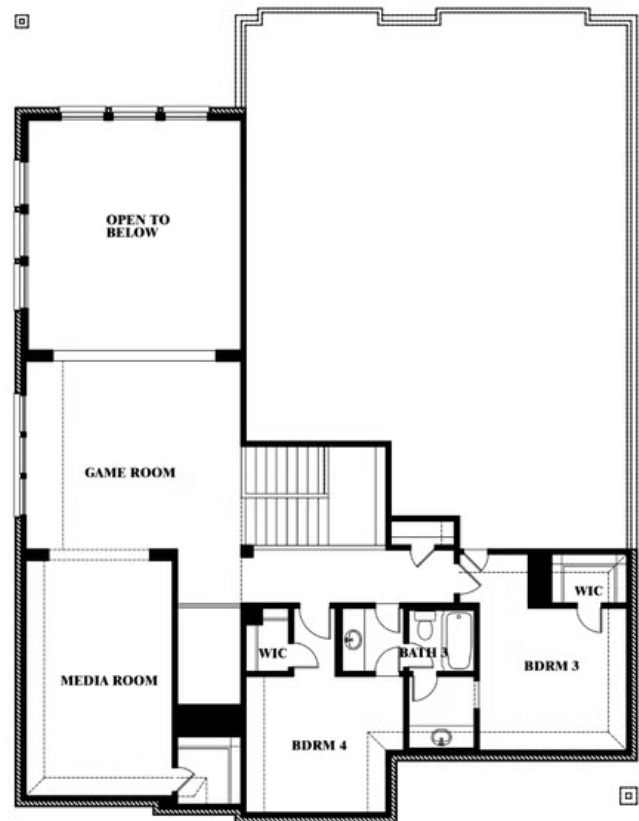 OPEN TO
BELOW
GAME ROOM
WIC
MEDIA ROOM
WIC
BATH 3
BDRM 3
BDRM 4